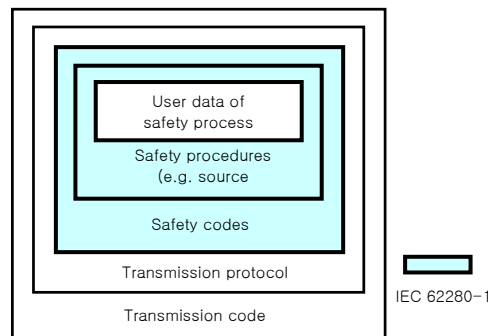 User data of
safety process
Safety procedures
(e.g. source
Safety codes
Transmission protocol
IEC 62280-1
Transmission code